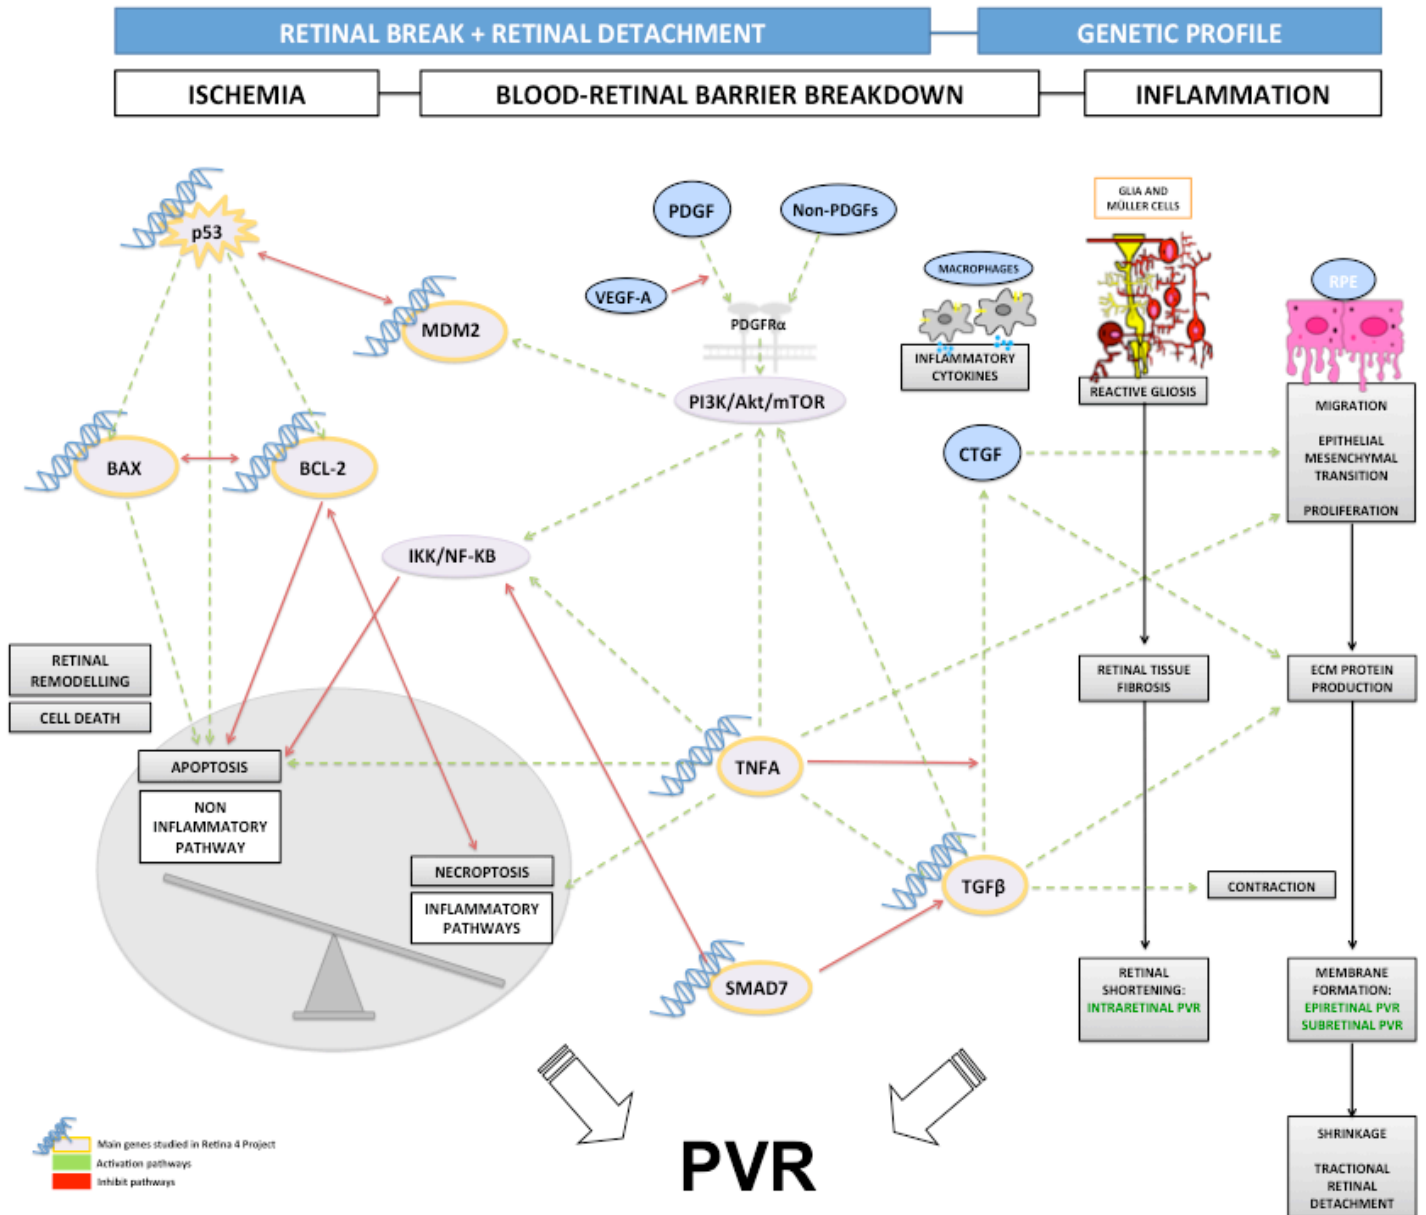 RETINAL BREAK + RETINAL DETACHMENT
GENETIC PROFILE
ISCHEMIA
BLOOD-RETINAL BARRIER BREAKDOWN
INFLAMMATION
p53
MDM2
BAX
BCL-2
PDGF
Non-PDGFs
VEGF-A
PDGFRα
PI3K/Akt/mTOR
IKK/NF-KB
MACROPHAGES
INFLAMMATORY
CYTOKINES
GLIA AND
MÜLLER CELLS
REACTIVE GLIOSIS
RPE
MIGRATION
EPITHELIAL
MESENCHYMAL
TRANSITION
PROLIFERATION
CTGF
RETINAL
REMODELLING
CELL DEATH
APOPTOSIS
NON
INFLAMMATORY
PATHWAY
NECROPTOSIS
INFLAMMATORY
PATHWAYS
TNFA
TGFβ
SMAD7
RETINAL TISSUE
FIBROSIS
ECM PROTEIN
PRODUCTION
CONTRACTION
RETINAL
SHORTENING:
INTRARETINAL PVR
MEMBRANE
FORMATION:
EPIRETINAL PVR
SUBRETINAL PVR
SHRINKAGE
TRACTIONAL
RETINAL
DETACHMENT
PVR
Main genes studied in Retina 4 Project
Activation pathways
Inhibit pathways